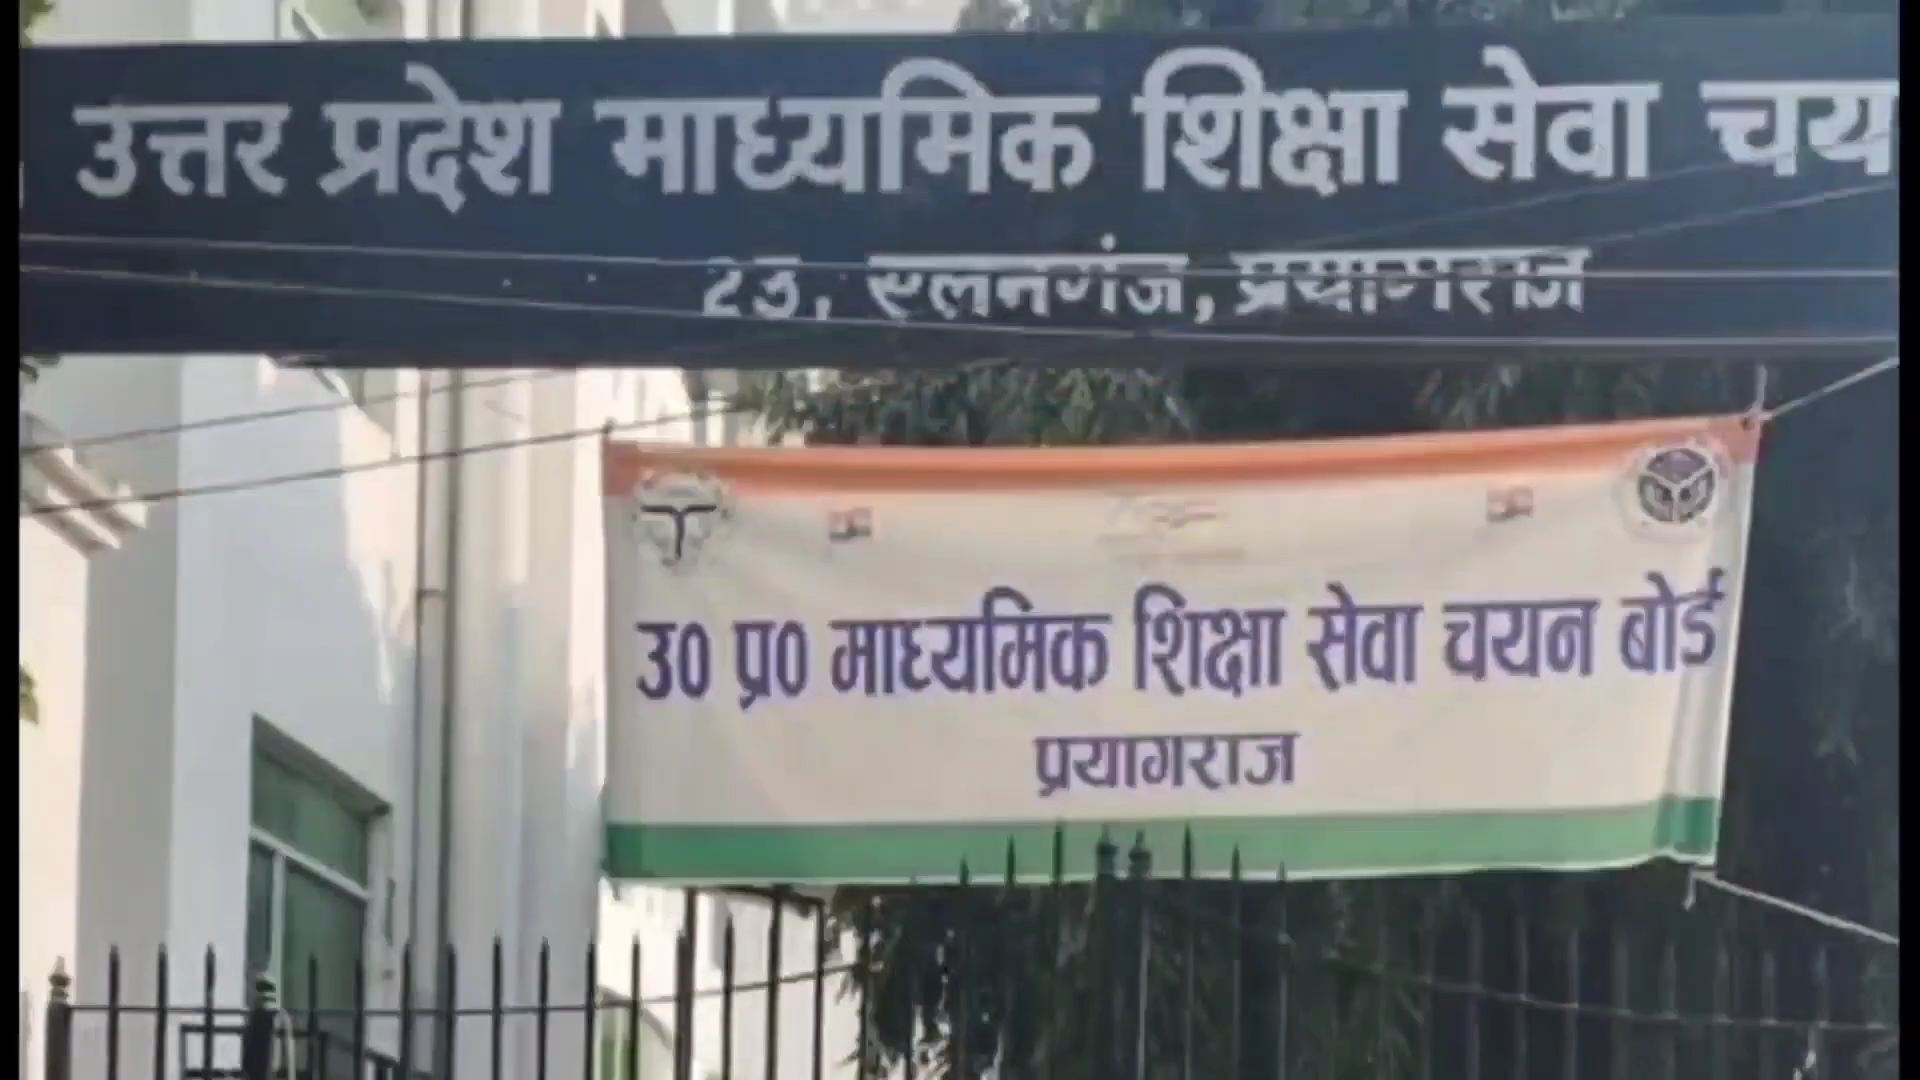 उत्तर प्रदेश माध्यमिक शिक्षा सेवा चय
23, एलनगंज, प्रयागराज
उ0 प्र0 माध्यमिक शिक्षा सेवा चयन बोर्ड
प्रयागराज